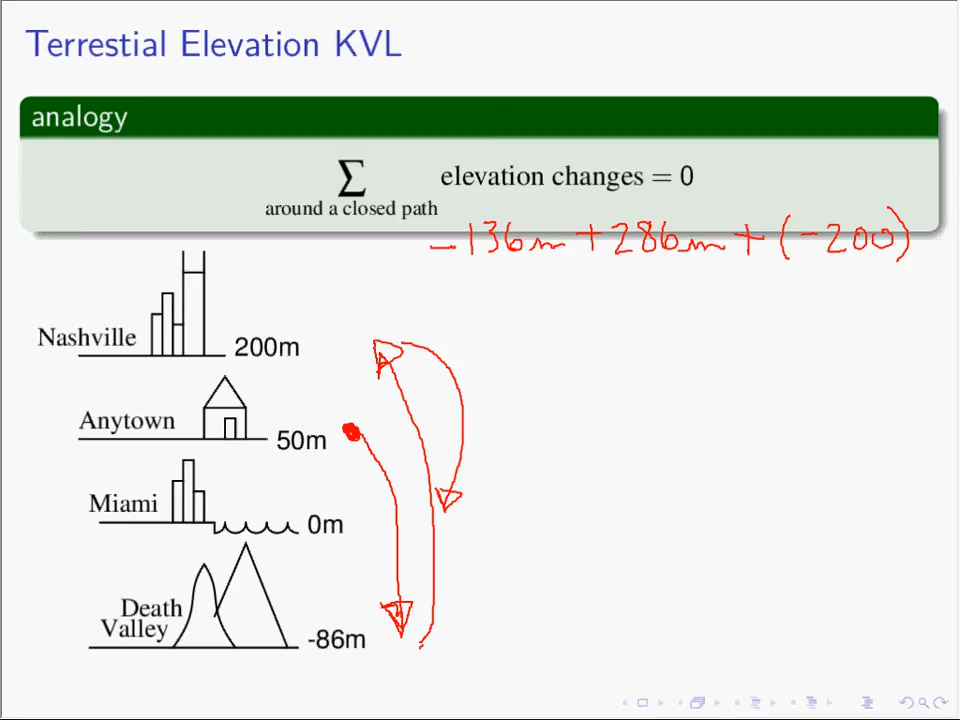 Terrestial Elevation KVL
analogy
∑ elevation changes = 0
around a closed path
-136m + 286m + (-200)
Nashville 200m
Anytown 50m
Miami 0m
Death
Valley -86m